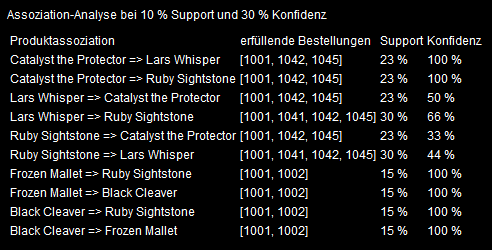 Assoziation-Analyse bei 10 % Support und 30 % Konfidenz
Produktassoziation erfüllende Bestellungen Support Konfidenz
Catalyst the Protector => Lars Whisper [1001, 1042, 1045] 23 % 100 %
Catalyst the Protector => Ruby Sightstone [1001, 1042, 1045] 23 % 100 %
Lars Whisper => Catalyst the Protector [1001, 1042, 1045] 23 % 50 %
Lars Whisper => Ruby Sightstone [1001, 1041, 1042, 1045] 30 % 66 %
Ruby Sightstone => Catalyst the Protector [1001, 1042, 1045] 23 % 33 %
Ruby Sightstone => Lars Whisper [1001, 1041, 1042, 1045] 30 % 44 %
Frozen Mallet => Ruby Sightstone [1001, 1002] 15 % 100 %
Frozen Mallet => Black Cleaver [1001, 1002] 15 % 100 %
Black Cleaver => Ruby Sightstone [1001, 1002] 15 % 100 %
Black Cleaver => Frozen Mallet [1001, 1002] 15 % 100 %